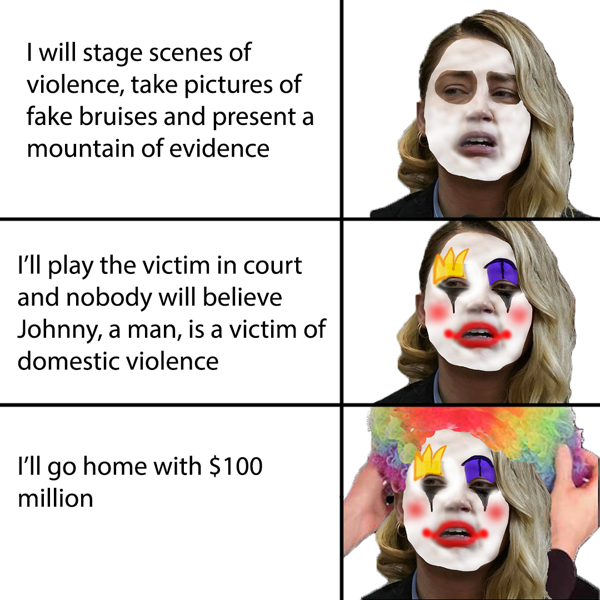 I will stage scenes of
violence, take pictures of
fake bruises and present a
mountain of evidence
I'll play the victim in court
and nobody will believe
Johnny, a man, is a victim of
domestic violence
I'll go home with $100
million